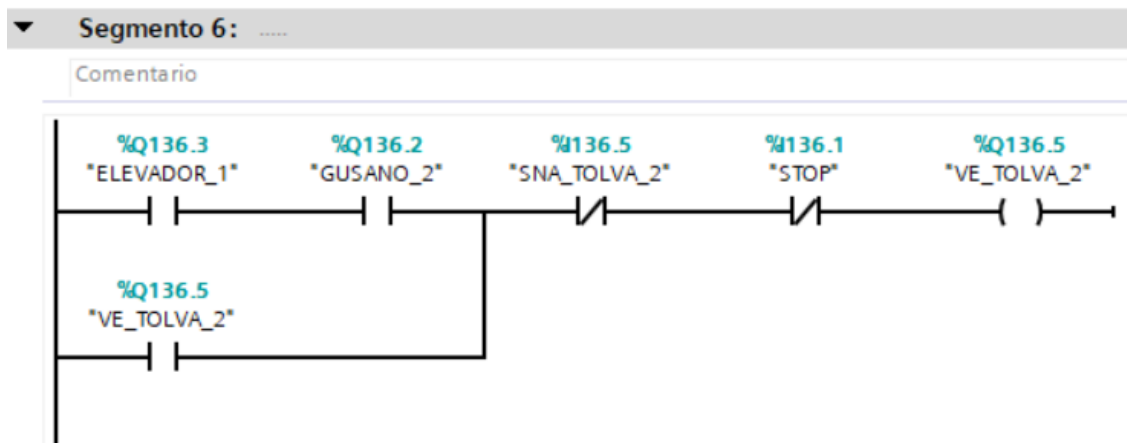 Segmento 6: .....
Comentario
%Q136.3 %Q136.2 %I136.5 %I136.1 %Q136.5
"ELEVADOR_1" "GUSANO_2" "SNA_TOLVA_2" "STOP" "VE_TOLVA_2"
%Q136.5
"VE_TOLVA_2"